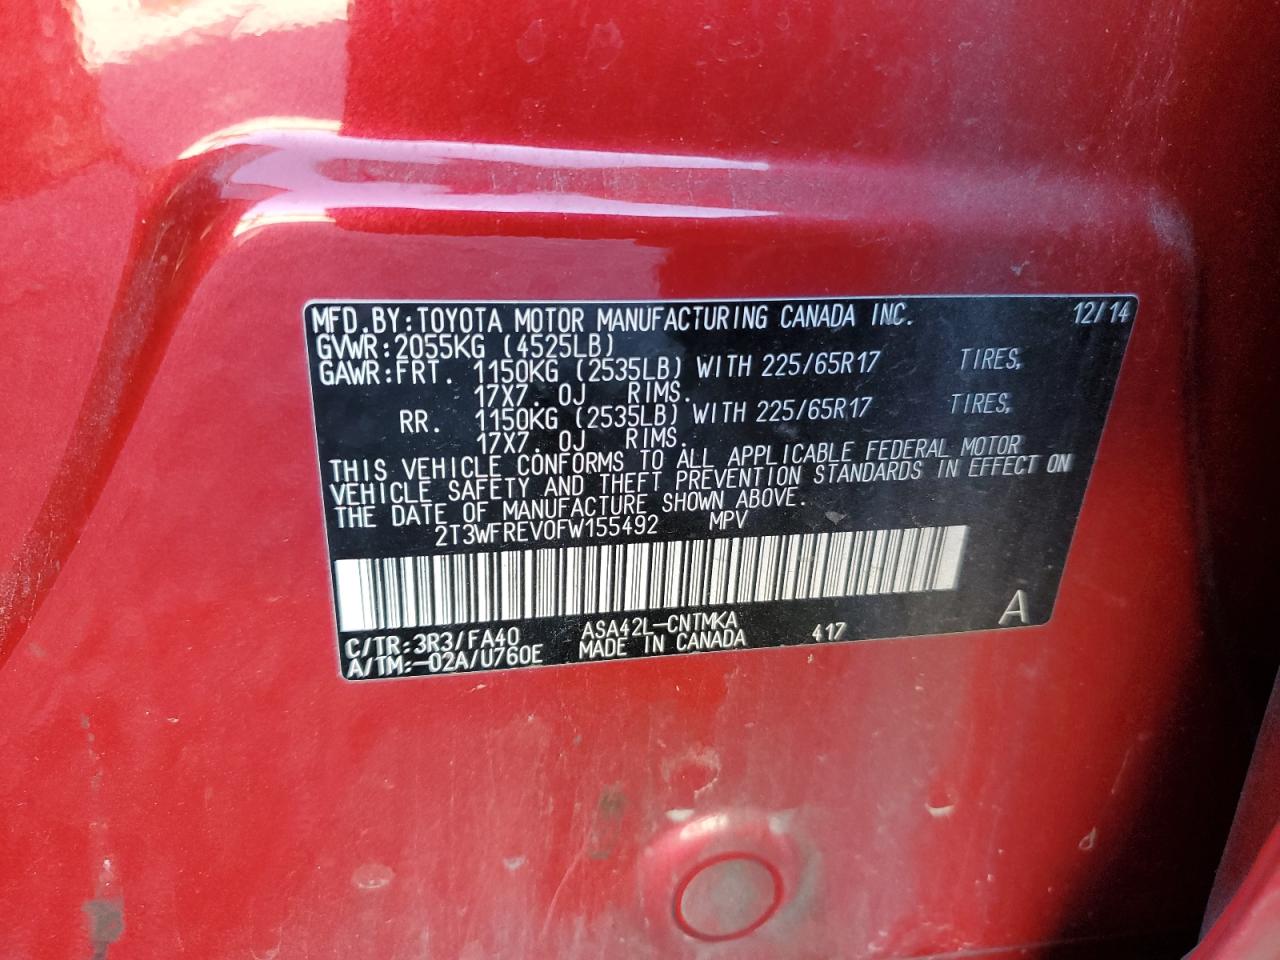 MFD.BY:TOYOTA MOTOR MANUFACTURING CANADA INC. 12/14
GVWR:2055KG (4525LB)
GAWR:FRT. 1150KG (2535LB) WITH 225/65R17 TIRES,
17X7.0J RIMS.
RR. 1150KG (2535LB) WITH 225/65R17 TIRES,
17X7.0J RIMS.
THIS VEHICLE CONFORMS TO ALL APPLICABLE FEDERAL MOTOR
VEHICLE SAFETY AND THEFT PREVENTION STANDARDS IN EFFECT ON
THE DATE OF MANUFACTURE SHOWN ABOVE.
2T3WFREV0FW155492 MPV
C/TR:3R3/FA40 ASA42L-CNTMKA 417 A
A/TM:-02A/U760E MADE IN CANADA